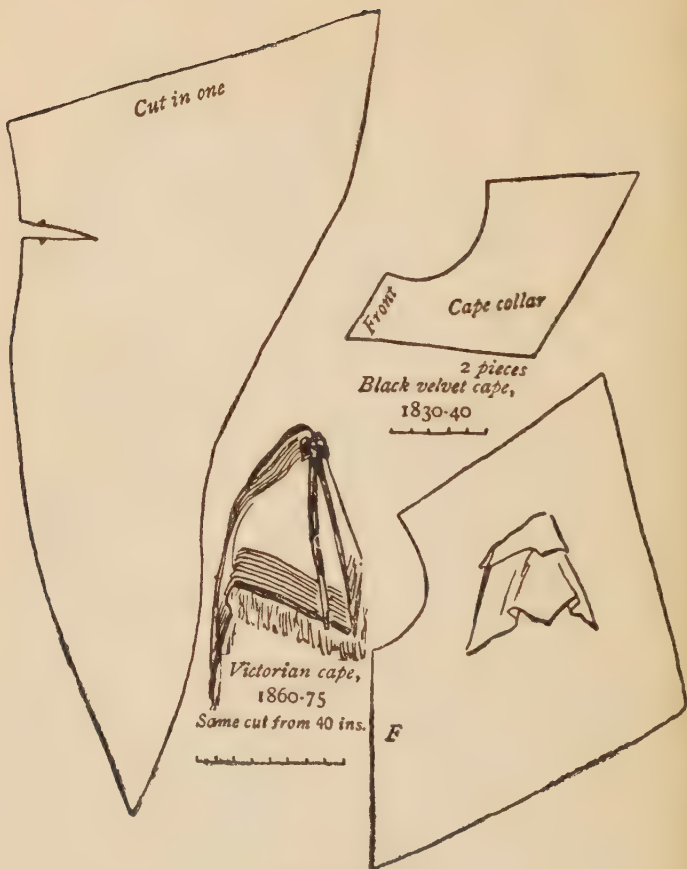 Cut in one
Front
Cape collar
2 pieces
Black velvet cape,
1830-40
Victorian cape,
1860-75
Same cut from 40 ins.
F